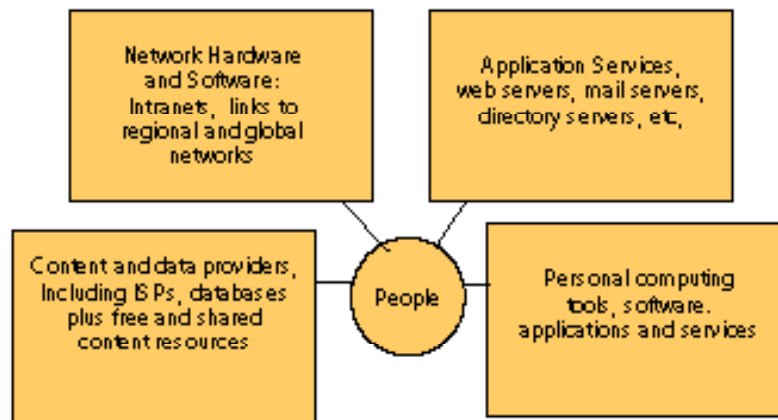 Network Hardware
and Software:
Intranets, links to
regional and global
networks
Application Services,
web servers, mail servers,
directory servers, etc,
Content and data providers,
Including ISPs, databases
plus free and shared
content resources
People
Personal computing
tools, software.
applications and services